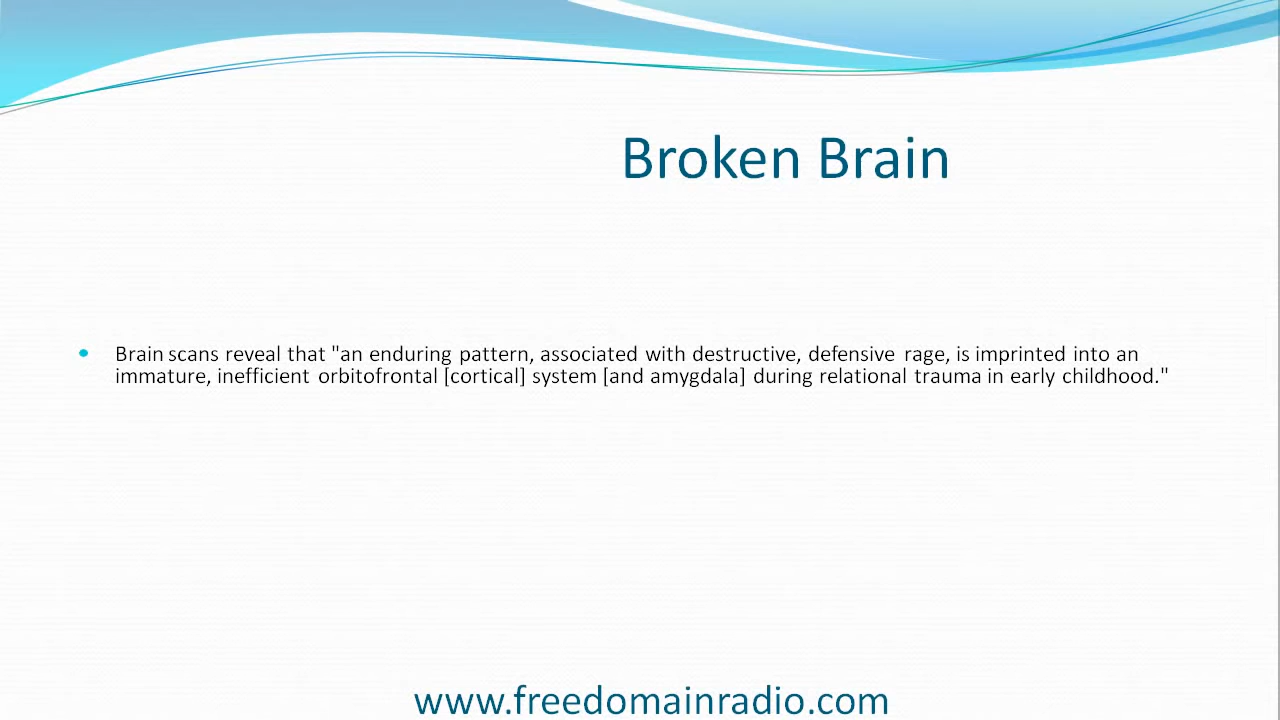 Broken Brain
• Brain scans reveal that "an enduring pattern, associated with destructive, defensive rage, is imprinted into an
immature, inefficient orbitofrontal [cortical] system [and amygdala] during relational trauma in early childhood."
www.freedomainradio.com